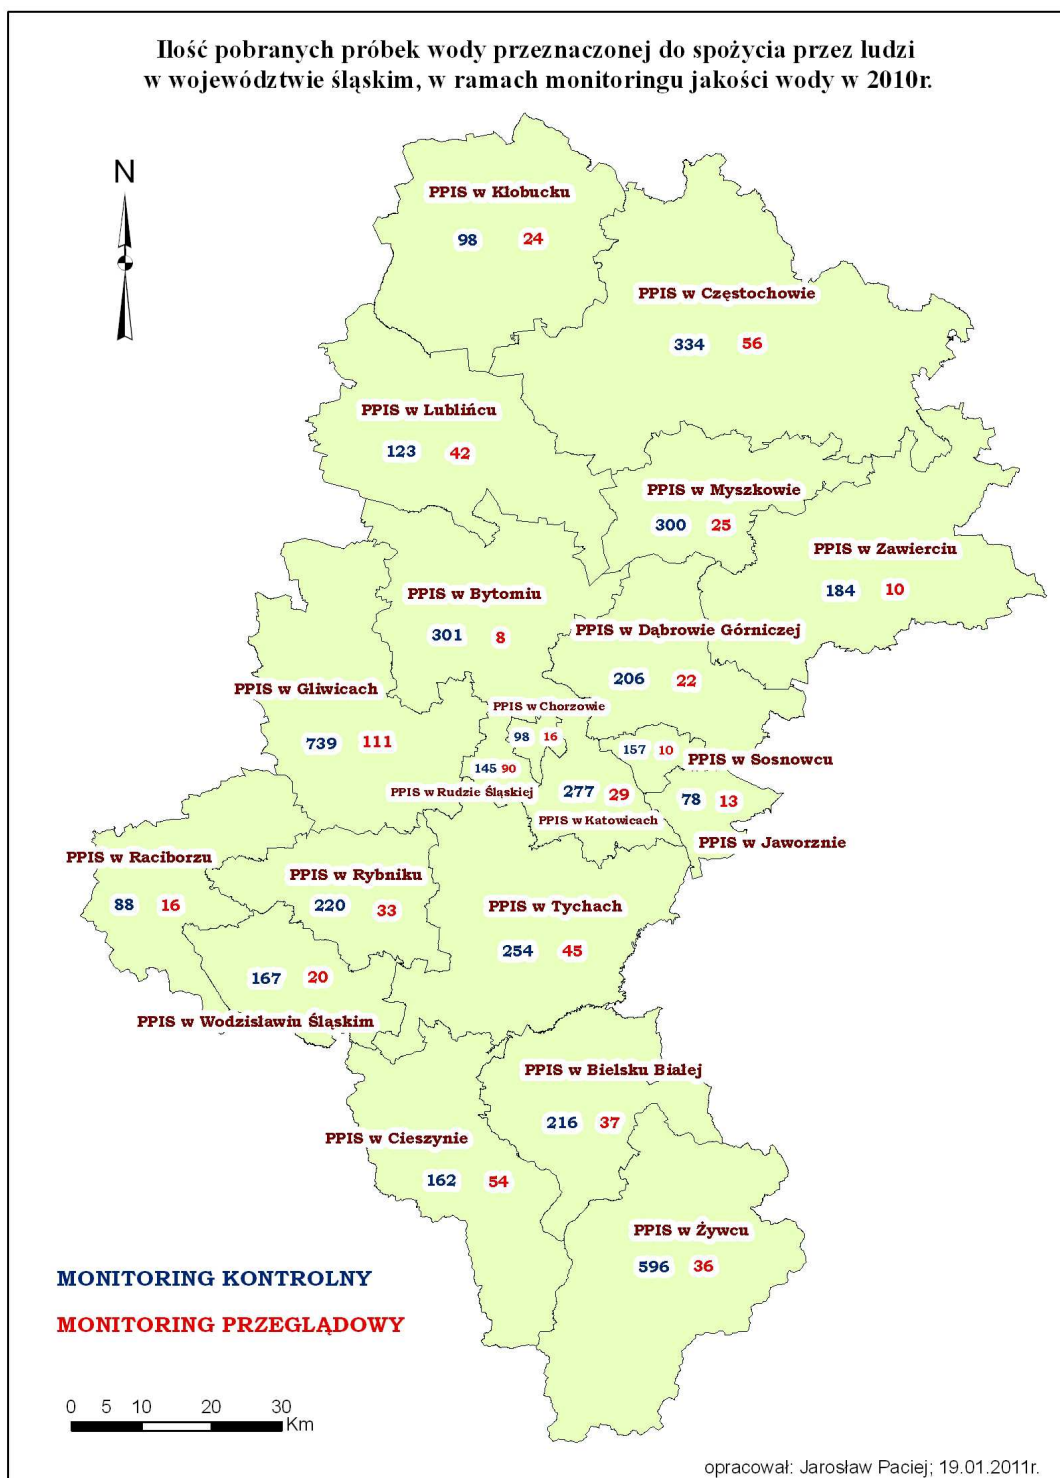 Ilość pobranych próbek wody przeznaczonej do spożycia przez ludzi
w województwie śląskim, w ramach monitoringu jakości wody w 2010r.
N
PPIS w Kłobucku
98 24
PPIS w Częstochowie
334 56
PPIS w Lublińcu
123 42
PPIS w Myszkowie
300 25
PPIS w Zawierciu
184 10
PPIS w Bytomiu
301 8
PPIS w Dąbrowie Górniczej
206 22
PPIS w Gliwicach
739 111
PPIS w Chorzowie
98 16
157 10
PPIS w Sosnowcu
145 90
PPIS w Rudzie Śląskiej
277 29
PPIS w Katowicach
78 13
PPIS w Jaworznie
PPIS w Raciborzu
88 16
PPIS w Rybniku
220 33
PPIS w Tychach
254 45
167 20
PPIS w Wodzisławiu Śląskim
PPIS w Bielsku Białej
216 37
PPIS w Cieszynie
162 54
PPIS w Żywcu
596 36
MONITORING KONTROLNY
MONITORING PRZEGLĄDOWY
0 5 10 20 30
Km
opracował: Jarosław Paciej; 19.01.2011r.